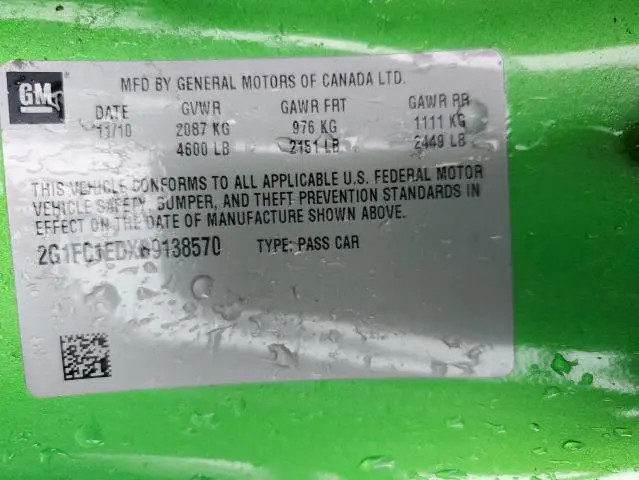 GM
MFD BY GENERAL MOTORS OF CANADA LTD.
DATE GVWR GAWR FRT GAWR RR
11/10 2087 KG 976 KG 1111 KG
4600 LB 2151 LB 2449 LB
THIS VEHICLE CONFORMS TO ALL APPLICABLE U.S. FEDERAL MOTOR
VEHICLE SAFETY, BUMPER, AND THEFT PREVENTION STANDARDS IN
EFFECT ON THE DATE OF MANUFACTURE SHOWN ABOVE.
TYPE: PASS CAR